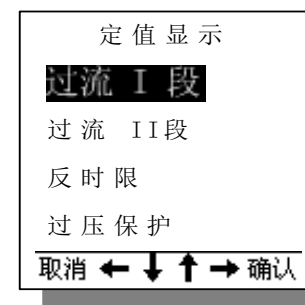 定值显示
过流 I 段
过流 II段
反时限
过压保护
取消 ← ↓ ↑ → 确认